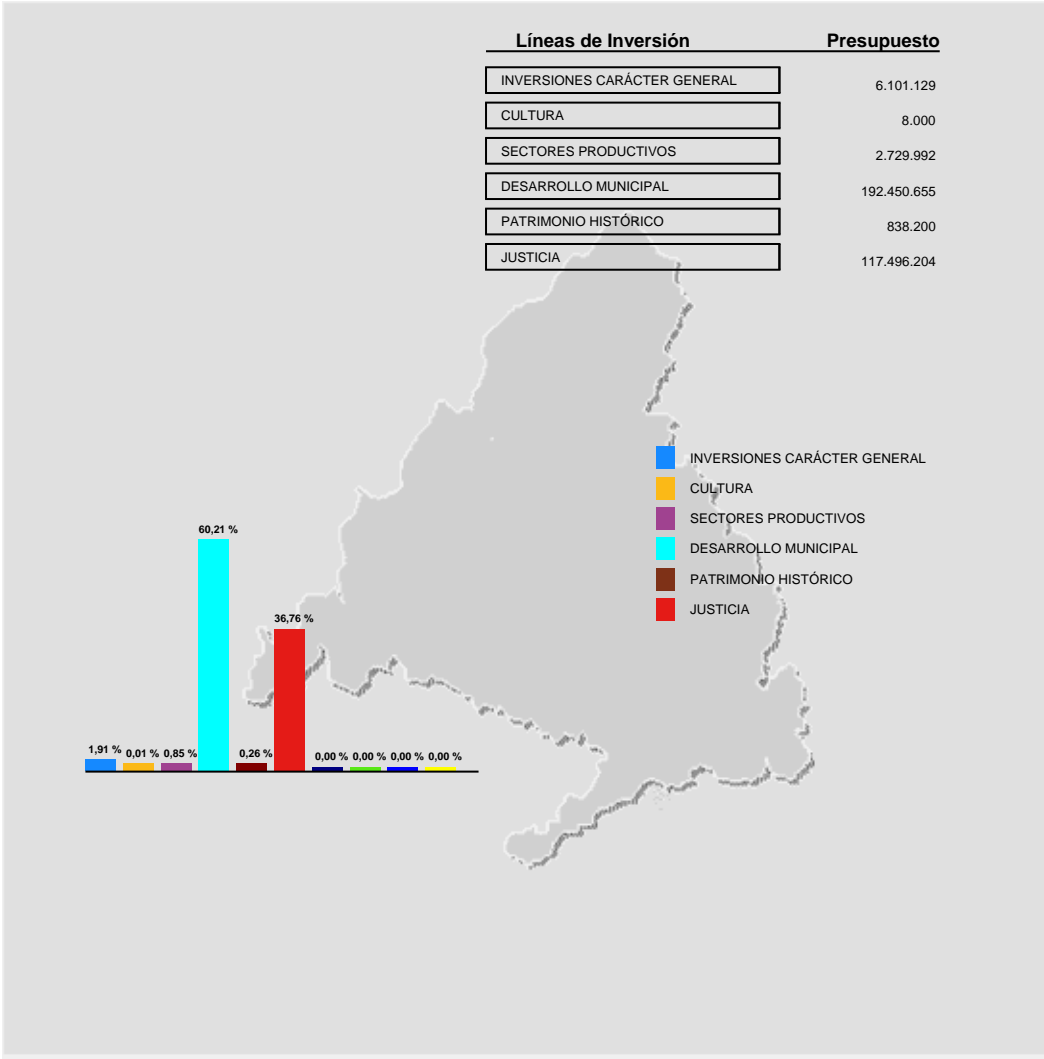 Líneas de Inversión Presupuesto
INVERSIONES CARÁCTER GENERAL 6.101.129
CULTURA 8.000
SECTORES PRODUCTIVOS 2.729.992
DESARROLLO MUNICIPAL 192.450.655
PATRIMONIO HISTÓRICO 838.200
JUSTICIA 117.496.204
INVERSIONES CARÁCTER GENERAL
CULTURA
SECTORES PRODUCTIVOS
DESARROLLO MUNICIPAL
PATRIMONIO HISTÓRICO
JUSTICIA
60,21 %
36,76 %
1,91 % 0,01 % 0,85 % 0,26 % 0,00 % 0,00 % 0,00 % 0,00 %